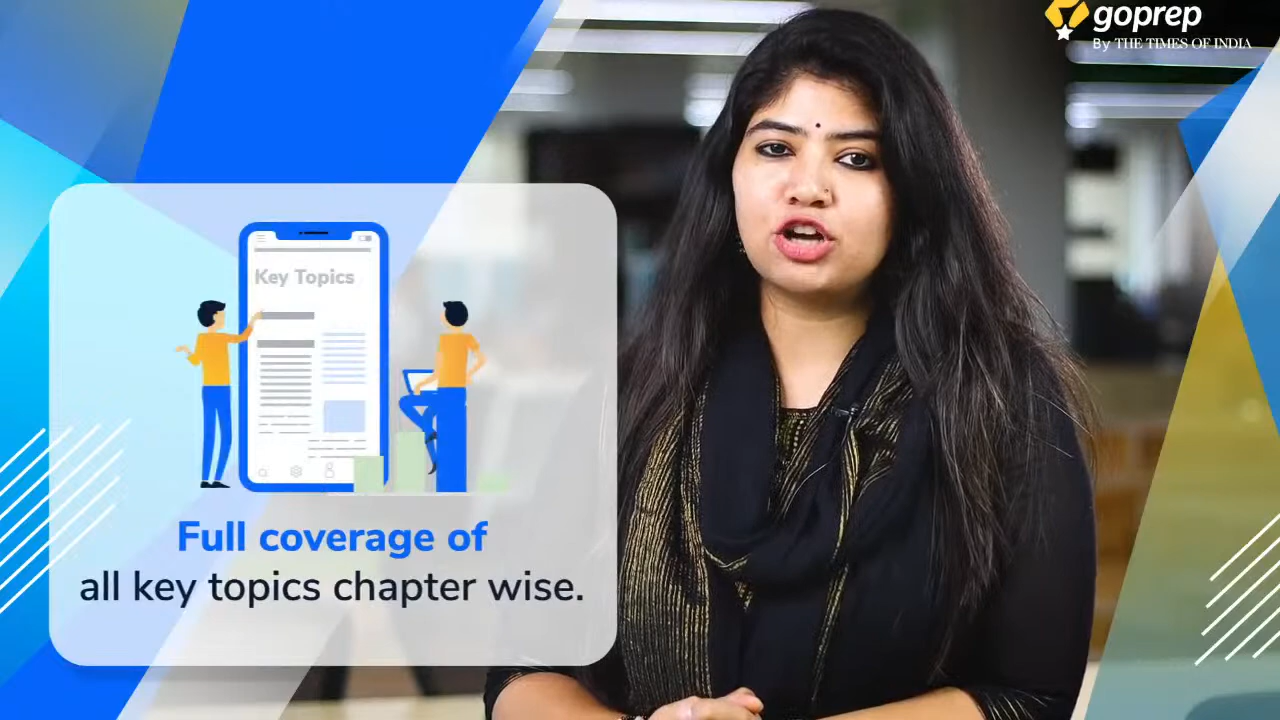 goprep
By THE TIMES OF INDIA
Key Topics
Full coverage of
all key topics chapter wise.